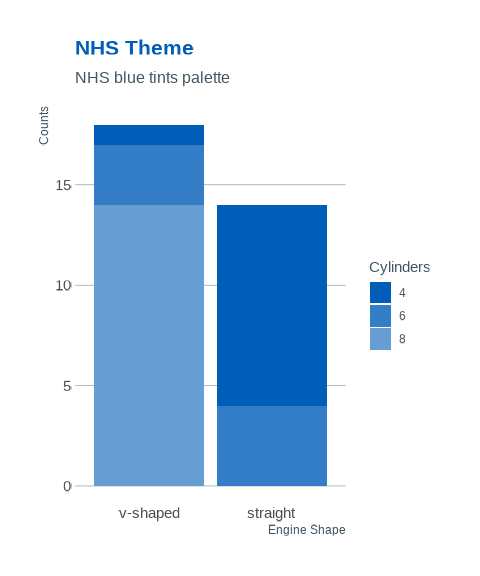 NHS Theme
NHS blue tints palette
Counts
15
10
5
0
v-shaped
straight
Engine Shape
Cylinders
4
6
8